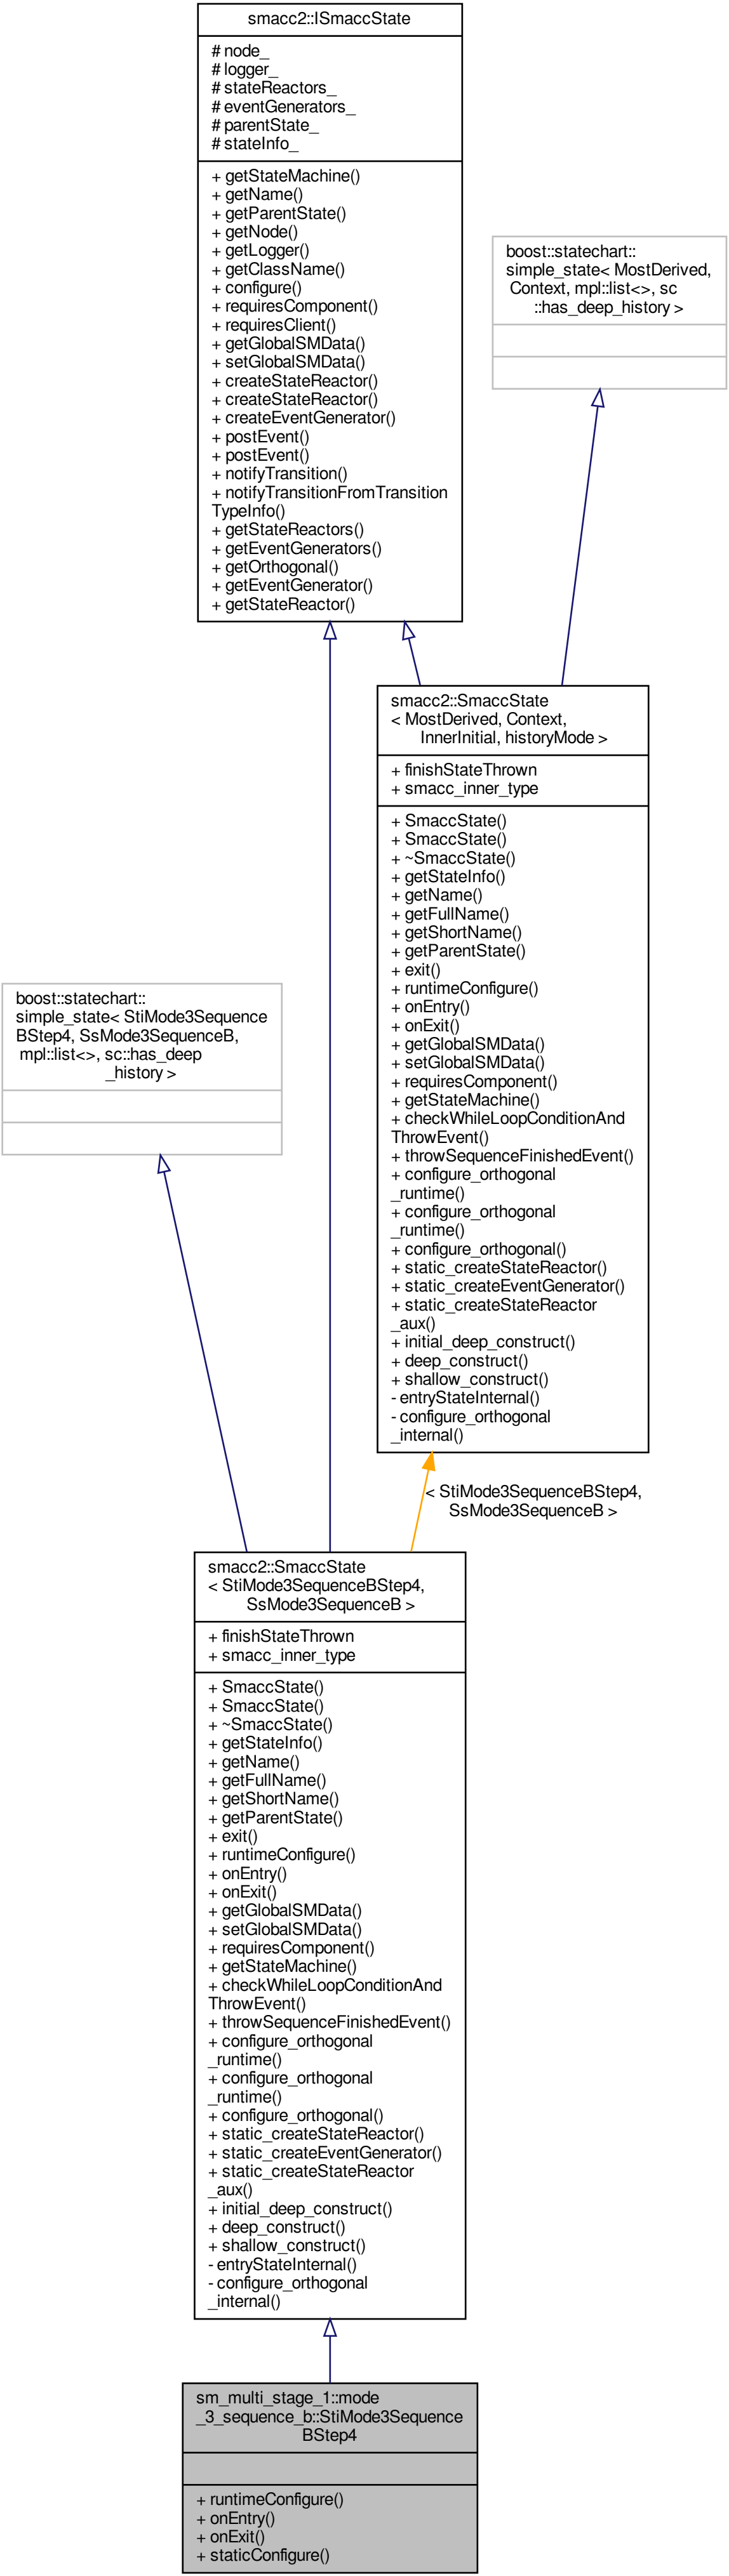 smacc2::ISmaccState
# node_
# logger_
# stateReactors_
# eventGenerators_
# parentState_
# stateInfo_
+ getStateMachine()
+ getName()
+ getParentState()
+ getNode()
+ getLogger()
+ getClassName()
+ configure()
+ requiresComponent()
+ requiresClient()
+ getGlobalSMData()
+ setGlobalSMData()
+ createStateReactor()
+ createStateReactor()
+ createEventGenerator()
+ postEvent()
+ postEvent()
+ notifyTransition()
+ notifyTransitionFromTransition
TypeInfo()
+ getStateReactors()
+ getEventGenerators()
+ getOrthogonal()
+ getEventGenerator()
+ getStateReactor()
boost::statechart::
simple_state< MostDerived,
Context, mpl::list<>, sc
::has_deep_history >
smacc2::SmaccState
< MostDerived, Context,
InnerInitial, historyMode >
+ finishStateThrown
+ smacc_inner_type
+ SmaccState()
+ SmaccState()
+ ~SmaccState()
+ getStateInfo()
+ getName()
+ getFullName()
+ getShortName()
+ getParentState()
+ exit()
+ runtimeConfigure()
+ onEntry()
+ onExit()
+ getGlobalSMData()
+ setGlobalSMData()
+ requiresComponent()
+ getStateMachine()
+ checkWhileLoopConditionAnd
ThrowEvent()
+ throwSequenceFinishedEvent()
+ configure_orthogonal
_runtime()
+ configure_orthogonal
_runtime()
+ configure_orthogonal()
+ static_createStateReactor()
+ static_createEventGenerator()
+ static_createStateReactor
_aux()
+ initial_deep_construct()
+ deep_construct()
+ shallow_construct()
- entryStateInternal()
- configure_orthogonal
_internal()
boost::statechart::
simple_state< StiMode3Sequence
BStep4, SsMode3SequenceB,
mpl::list<>, sc::has_deep
_history >
< StiMode3SequenceBStep4,
SsMode3SequenceB >
smacc2::SmaccState
< StiMode3SequenceBStep4,
SsMode3SequenceB >
+ finishStateThrown
+ smacc_inner_type
+ SmaccState()
+ SmaccState()
+ ~SmaccState()
+ getStateInfo()
+ getName()
+ getFullName()
+ getShortName()
+ getParentState()
+ exit()
+ runtimeConfigure()
+ onEntry()
+ onExit()
+ getGlobalSMData()
+ setGlobalSMData()
+ requiresComponent()
+ getStateMachine()
+ checkWhileLoopConditionAnd
ThrowEvent()
+ throwSequenceFinishedEvent()
+ configure_orthogonal
_runtime()
+ configure_orthogonal
_runtime()
+ configure_orthogonal()
+ static_createStateReactor()
+ static_createEventGenerator()
+ static_createStateReactor
_aux()
+ initial_deep_construct()
+ deep_construct()
+ shallow_construct()
- entryStateInternal()
- configure_orthogonal
_internal()
sm_multi_stage_1::mode
_3_sequence_b::StiMode3Sequence
BStep4
+ runtimeConfigure()
+ onEntry()
+ onExit()
+ staticConfigure()